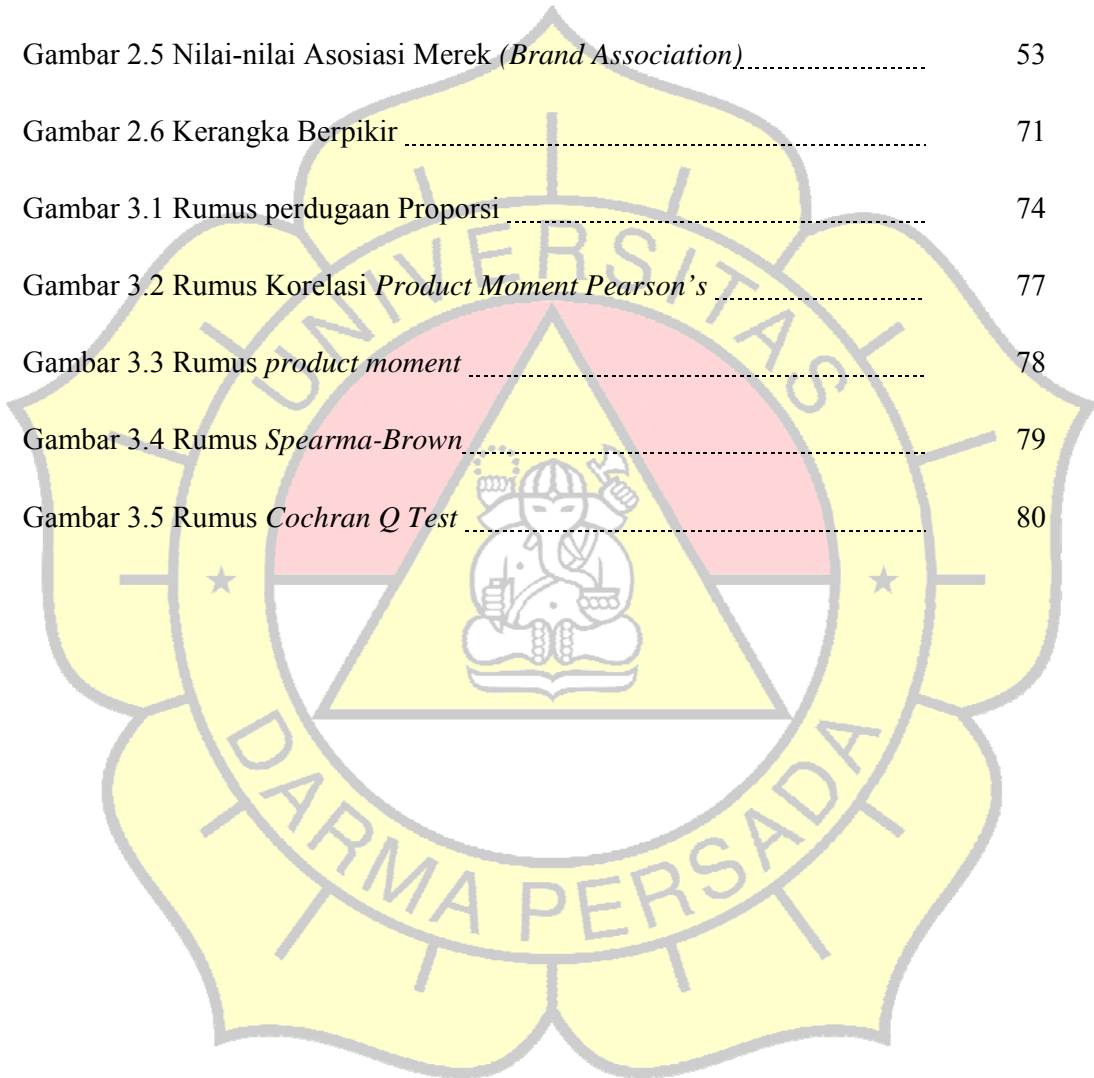 Gambar 2.5 Nilai-nilai Asosiasi Merek (Brand Association) 53
Gambar 2.6 Kerangka Berpikir 71
UNIVERSITAS
Gambar 3.1 Rumus perdugaan Proporsi 74
Gambar 3.2 Rumus Korelasi Product Moment Pearson’s 77
Gambar 3.3 Rumus product moment 78
Gambar 3.4 Rumus Spearma-Brown 79
Gambar 3.5 Rumus Cochran Q Test 80
DARMA PERSADA